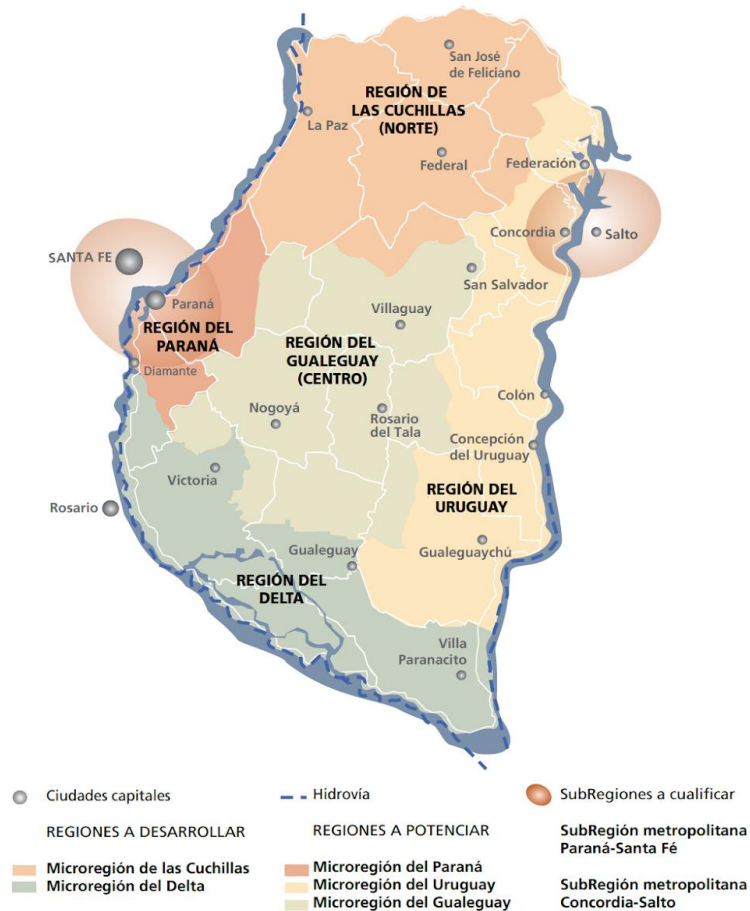 San José
de Feliciano
REGIÓN DE
LAS CUCHILLAS
(NORTE)
La Paz
Federal
Federación
SANTA FE
Concordia
Salto
San Salvador
Paraná
Villaguay
REGIÓN DEL
PARANÁ
REGIÓN DEL
GUALEGUAY
(CENTRO)
Diamante
Colón
Nogoyá
Rosario
del Tala
Concepción
del Uruguay
Victoria
REGIÓN DEL
URUGUAY
Rosario
Gualeguay
Gualeguaychú
REGIÓN DEL
DELTA
Villa
Paranacito
Ciudades capitales
Hidrovía
SubRegiones a cualificar
REGIONES A DESARROLLAR
REGIONES A POTENCIAR
SubRegión metropolitana
Paraná-Santa Fé
Microregión de las Cuchillas
Microregión del Delta
Microregión del Paraná
Microregión del Uruguay
Microregión del Gualeguay
SubRegión metropolitana
Concordia-Salto